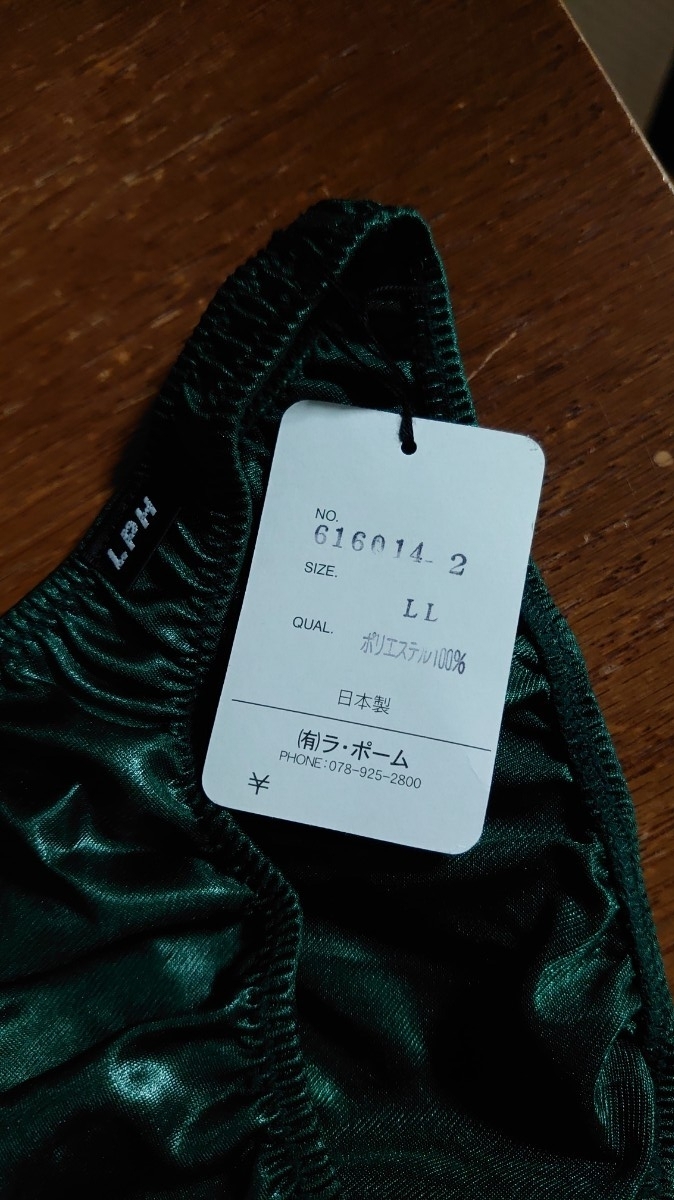 LPH
NO.
616014-2
SIZE.
LL
QUAL.
ポリエステル100%
日本製
(有)ラ・ポーム
PHONE:078-925-2800
¥